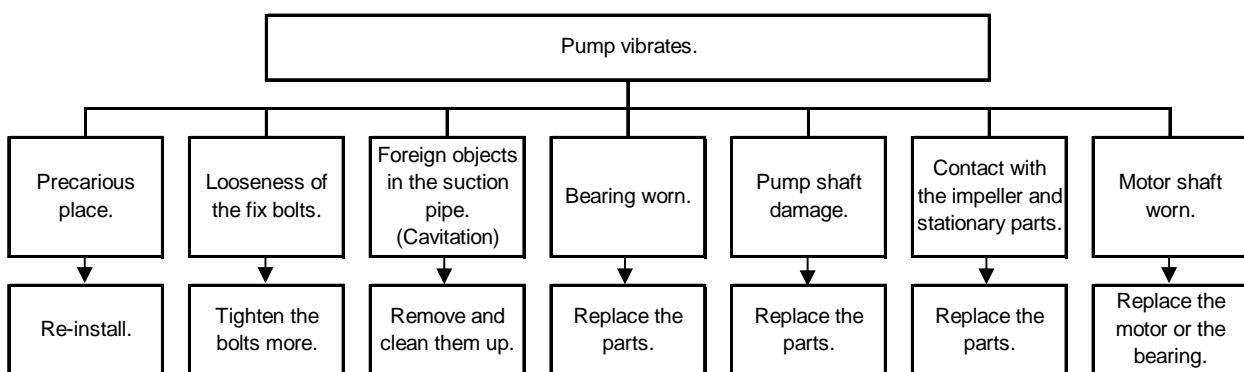 Pump vibrates.
Precarious
place.
Looseness of
the fix bolts.
Foreign objects
in the suction
pipe.
(Cavitation)
Bearing worn.
Pump shaft
damage.
Contact with
the impeller and
stationary parts.
Motor shaft
worn.
Re-install.
Tighten the
bolts more.
Remove and
clean them up.
Replace the
parts.
Replace the
parts.
Replace the
parts.
Replace the
motor or the
bearing.